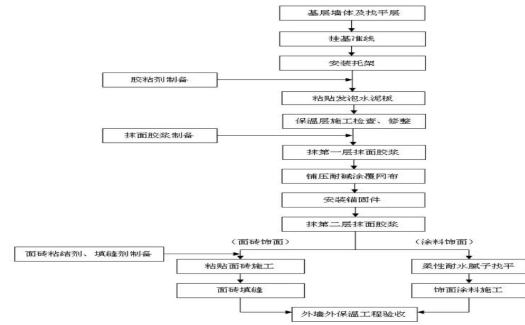 基层墙体及找平层
挂基准线
安装托架
胶粘剂制备
粘贴发泡水泥板
保温层施工检查、修整
抹面胶浆制备
抹第一层抹面胶浆
铺压耐碱涂覆网布
安装锚固件
抹第二层抹面胶浆
（面砖饰面）
（涂料饰面）
面砖粘结剂、填缝剂制备
粘贴面砖施工
柔性耐水腻子找平
面砖填缝
饰面涂料施工
外墙外保温工程验收